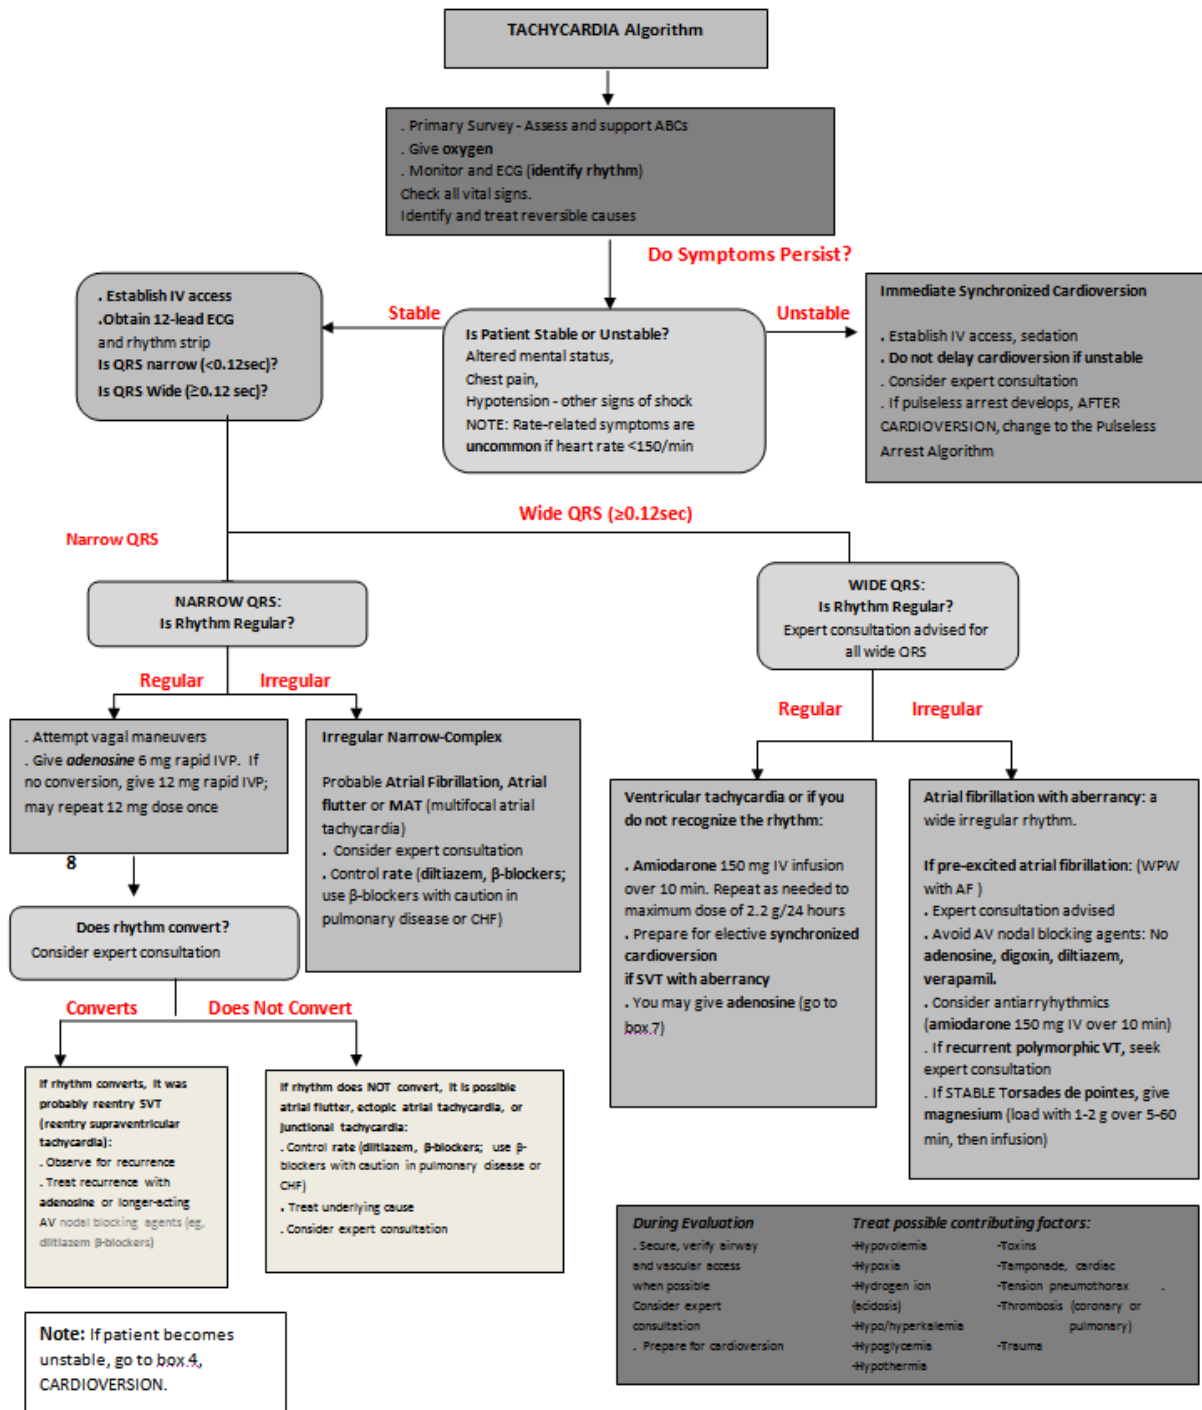 TACHYCARDIA Algorithm
. Primary Survey - Assess and support ABCs
. Give oxygen
. Monitor and ECG (identify rhythm)
Check all vital signs.
Identify and treat reversible causes
Do Symptoms Persist?
. Establish IV access
.Obtain 12-lead ECG
and rhythm strip
Is QRS narrow (<0.12sec)?
Is QRS Wide (≥0.12 sec)?
Stable
Is Patient Stable or Unstable?
Altered mental status,
Chest pain,
Hypotension - other signs of shock
NOTE: Rate-related symptoms are
uncommon if heart rate <150/min
Unstable
Immediate Synchronized Cardioversion
. Establish IV access, sedation
. Do not delay cardioversion if unstable
. Consider expert consultation
. If pulseless arrest develops, AFTER
CARDIOVERSION, change to the Pulseless
Arrest Algorithm
Wide QRS (≥0.12sec)
Narrow QRS
NARROW QRS:
Is Rhythm Regular?
WIDE QRS:
Is Rhythm Regular?
Expert consultation advised for
all wide QRS
Regular
Irregular
Regular
Irregular
. Attempt vagal maneuvers
. Give adenosine 6 mg rapid IVP. If
no conversion, give 12 mg rapid IVP;
may repeat 12 mg dose once
8
Irregular Narrow-Complex
Probable Atrial Fibrillation, Atrial
flutter or MAT (multifocal atrial
tachycardia)
. Consider expert consultation
. Control rate (diltiazem, β-blockers;
use β-blockers with caution in
pulmonary disease or CHF)
Ventricular tachycardia or if you
do not recognize the rhythm:
. Amiodarone 150 mg IV infusion
over 10 min. Repeat as needed to
maximum dose of 2.2 g/24 hours
. Prepare for elective synchronized
cardioversion
if SVT with aberrancy
. You may give adenosine (go to
box 7)
Atrial fibrillation with aberrancy: a
wide irregular rhythm.
If pre-excited atrial fibrillation: (WPW
with AF )
. Expert consultation advised
. Avoid AV nodal blocking agents: No
adenosine, digoxin, diltiazem,
verapamil.
. Consider antiarryhythmics
(amiodarone 150 mg IV over 10 min)
. If recurrent polymorphic VT, seek
expert consultation
. If STABLE Torsades de pointes, give
magnesium (load with 1-2 g over 5-60
min, then infusion)
Does rhythm convert?
Consider expert consultation
Converts
Does Not Convert
If rhythm converts, it was
probably reentry SVT
(reentry supraventricular
tachycardia):
. Observe for recurrence
. Treat recurrence with
adenosine or longer-acting
AV nodal blocking agents (eg,
diltiazem β-blockers)
If rhythm does NOT convert, it is possible
atrial flutter, ectopic atrial tachycardia, or
junctional tachycardia:
. Control rate (diltiazem, β-blockers; use β-
blockers with caution in pulmonary disease or
CHF)
. Treat underlying cause
. Consider expert consultation
Note: If patient becomes
unstable, go to box 4,
CARDIOVERSION.
During Evaluation
. Secure, verify airway
and vascular access
when possible
Consider expert
consultation
. Prepare for cardioversion
Treat possible contributing factors:
-Hypovolemia
-Hypoxia
-Hydrogen ion
(acidosis)
-Hypo/hyperkalemia
-Hypoglycemia
-Hypothermia
-Toxins
-Tamponade, cardiac
-Tension pneumothorax .
-Thrombosis (coronary or
pulmonary)
-Trauma